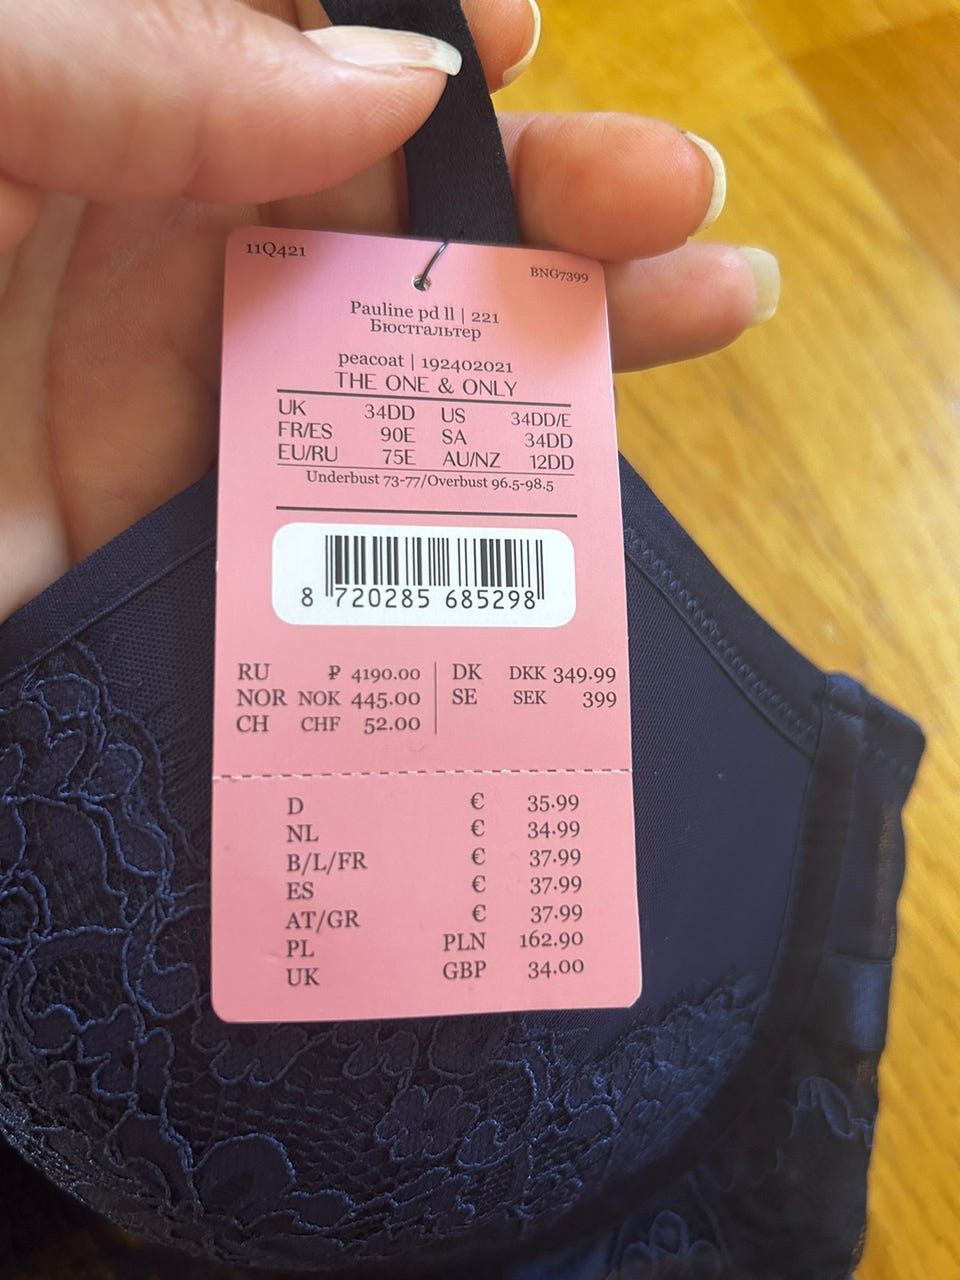 11Q421
BNG7399
Pauline pd ll | 221
Бюстгальтер
peacoat | 192402021
THE ONE & ONLY
UK 34DD US 34DD/E
FR/ES 90E SA 34DD
EU/RU 75E AU/NZ 12DD
Underbust 73-77/Overbust 96.5-98.5
8 720285 685298
RU ₽ 4190.00 DK DKK 349.99
NOR NOK 445.00 SE SEK 399
CH CHF 52.00
D € 35.99
NL € 34.99
B/L/FR € 37.99
ES € 37.99
AT/GR € 37.99
PL PLN 162.90
UK GBP 34.00